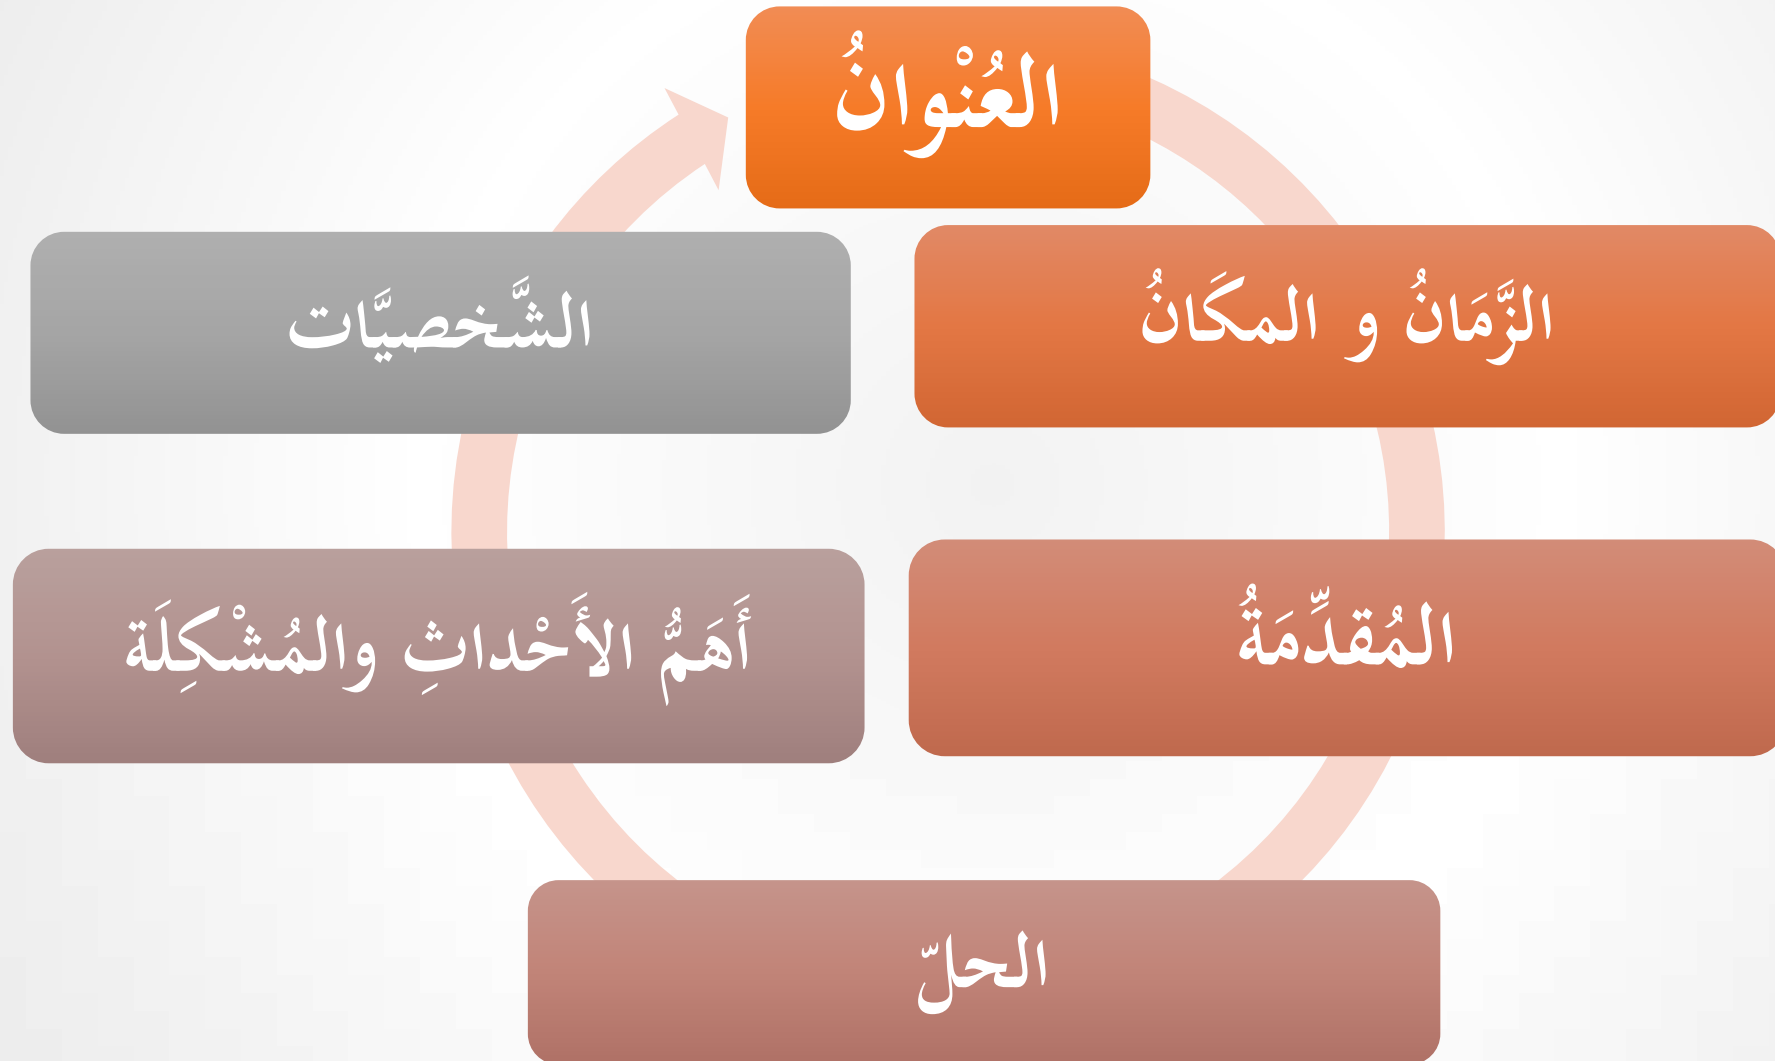 العُنْوانُ
الزَّمَانُ و المكَانُ
الشَّخصيَّات
المُقدِّمَةُ
أَهَمُّ الأَحْداثِ والمُشْكِلَة
الحلّ